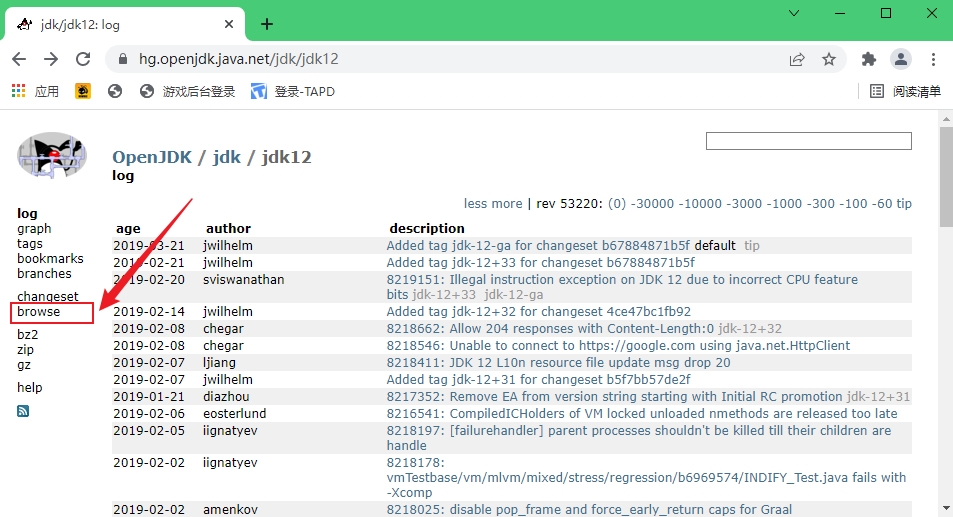 jdk/jdk12: log
hg.openjdk.java.net/jdk/jdk12
应用
游戏后台登录
登录-TAPD
阅读清单
OpenJDK / jdk / jdk12
log
less more | rev 53220: (0) -30000 -10000 -3000 -1000 -300 -100 -60 tip
log
graph
tags
bookmarks
branches
changeset
browse
bz2
zip
gz
help
age author description
2019-03-21 jwilhelm Added tag jdk-12-ga for changeset b67884871b5f default tip
2019-02-21 jwilhelm Added tag jdk-12+33 for changeset b67884871b5f
2019-02-20 sviswanathan 8219151: Illegal instruction exception on JDK 12 due to incorrect CPU feature
bits jdk-12+33 jdk-12-ga
2019-02-14 jwilhelm Added tag jdk-12+32 for changeset 4ce47bc1fb92
2019-02-08 chegar 8218662: Allow 204 responses with Content-Length:0 jdk-12+32
2019-02-08 chegar 8218546: Unable to connect to https://google.com using java.net.HttpClient
2019-02-07 ljiang 8218411: JDK 12 L10n resource file update msg drop 20
2019-02-07 jwilhelm Added tag jdk-12+31 for changeset b5f7bb57de2f
2019-01-21 diazhou 8217352: Remove EA from version string starting with Initial RC promotion jdk-12+31
2019-02-06 eosterlund 8216541: CompiledICHolders of VM locked unloaded nmethods are released too late
2019-02-05 iignatyev 8218197: [failurehandler] parent processes shouldn't be killed till their children are
handle
2019-02-02 iignatyev 8218178:
vmTestbase/vm/mlvm/mixed/stress/regression/b6969574/INDIFY_Test.java fails with
-Xcomp
2019-02-02 amenkov 8218025: disable pop_frame and force_early_return caps for Graal